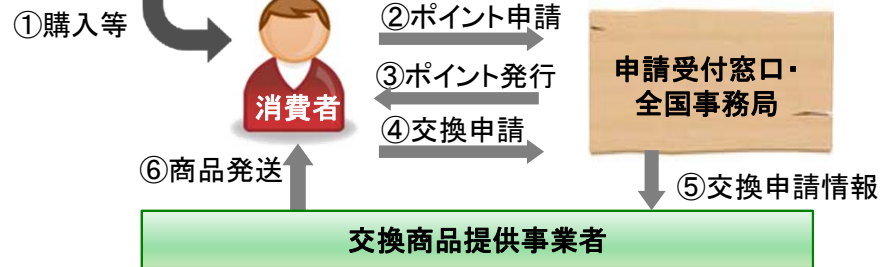 ①購入等
②ポイント申請
③ポイント発行
消費者
④交換申請
申請受付窓口・
全国事務局
⑥商品発送
⑤交換申請情報
交換商品提供事業者